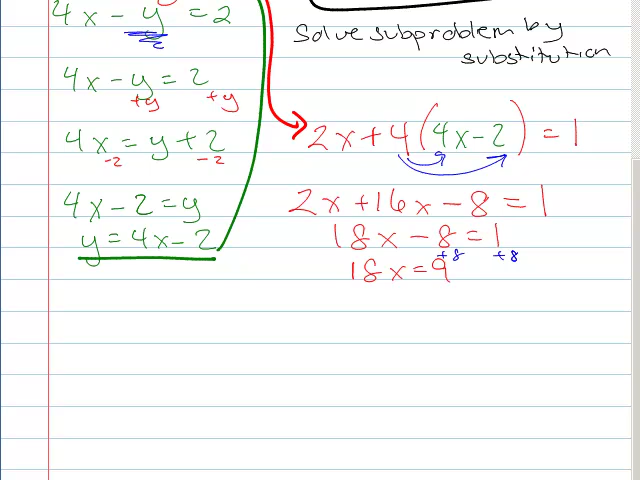 4x - y = 2
2
4x - y = 2
+y +y
4x = y + 2
-2 -2
4x - 2 = y
y = 4x - 2
Solve subproblem by
substitution
2x + 4(4x - 2) = 1
2x + 16x - 8 = 1
18x - 8 = 1
+8 +8
18x = 9